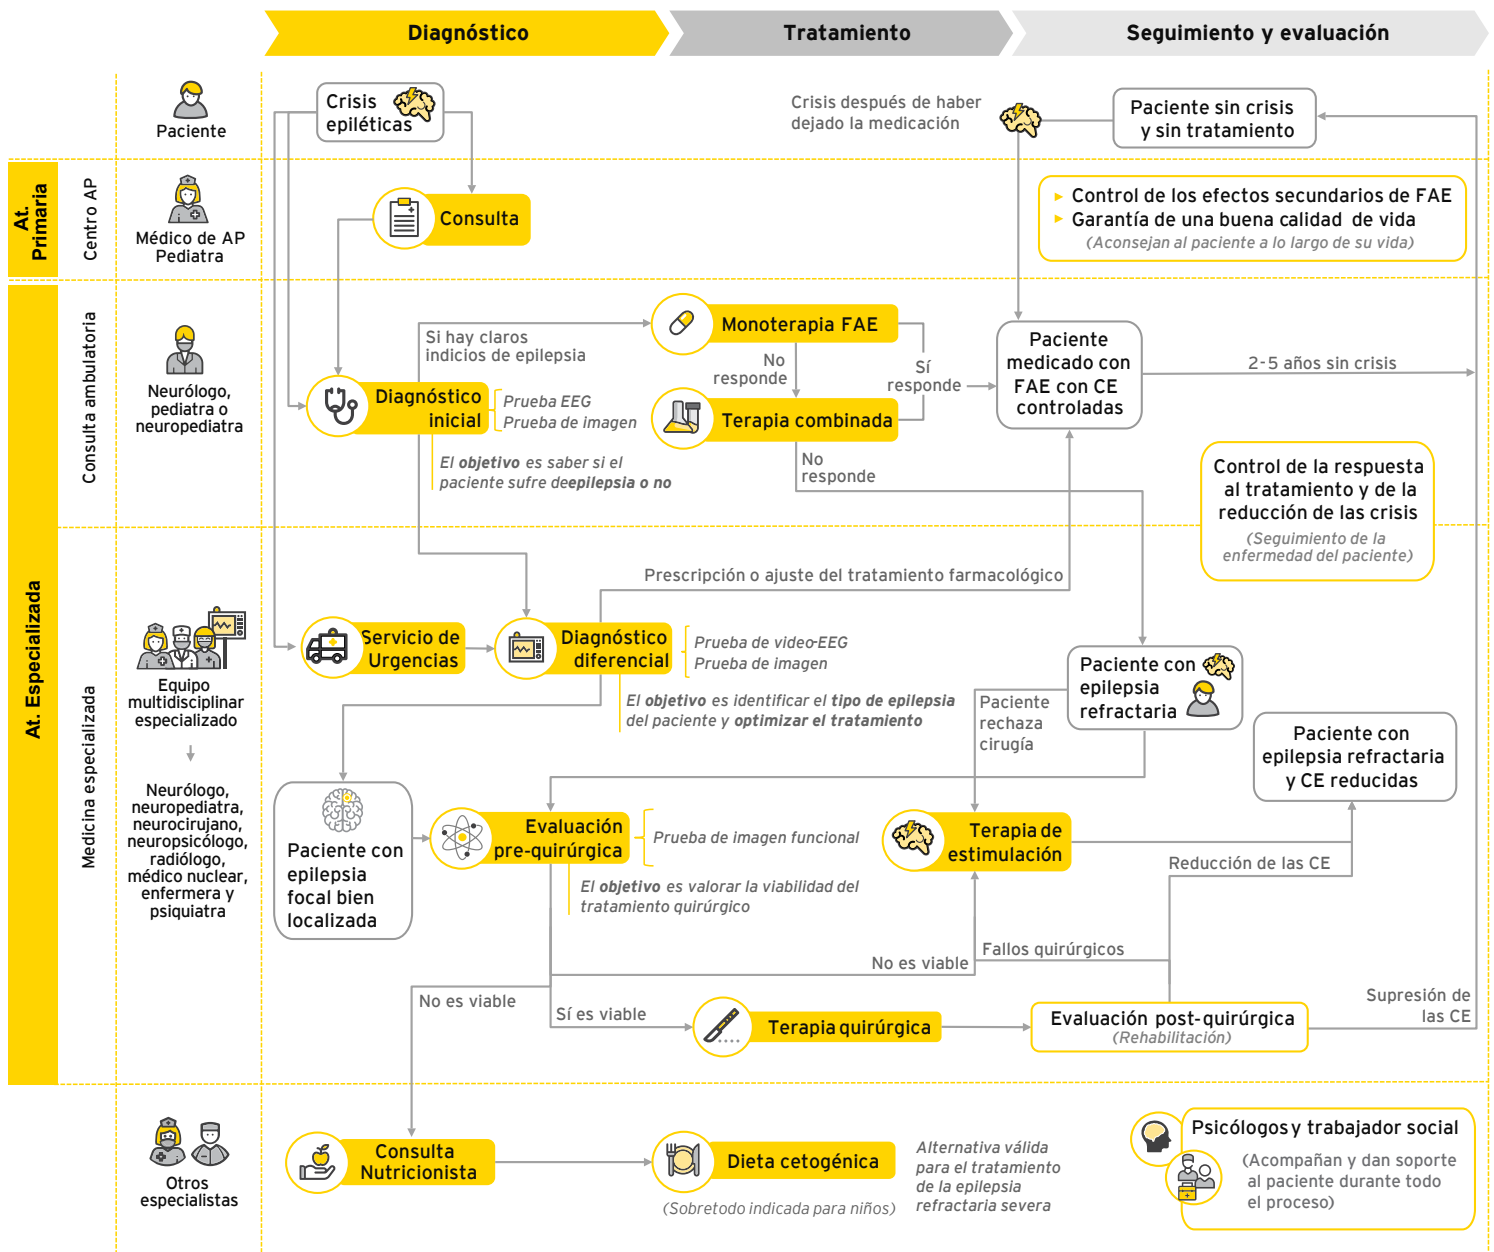 Diagnóstico
Tratamiento
Seguimiento y evaluación
Paciente
Crisis
epiléticas
Crisis después de haber
dejado la medicación
Paciente sin crisis
y sin tratamiento
At.
Primaria
Centro AP
Médico de AP
Pediatra
Consulta
Control de los efectos secundarios de FAE
Garantía de una buena calidad de vida
(Aconsejan al paciente a lo largo de su vida)
At. Especializada
Consulta ambulatoria
Neurólogo,
pediatra o
neuropediatra
Si hay claros
indicios de epilepsia
Diagnóstico
inicial
Prueba EEG
Prueba de imagen
El objetivo es saber si el
paciente sufre deepilepsia o no
Monoterapia FAE
No
responde
Sí
responde
Terapia combinada
No
responde
Paciente
medicado con
FAE con CE
controladas
2-5 años sin crisis
Control de la respuesta
al tratamiento y de la
reducción de las crisis
(Seguimiento de la
enfermedad del paciente)
Medicina especializada
Equipo
multidisciplinar
especializado
Neurólogo,
neuropediatra,
neurocirujano,
neuropsicólogo,
radiólogo,
médico nuclear,
enfermera y
psiquiatra
Prescripción o ajuste del tratamiento farmacológico
Servicio de
Urgencias
Diagnóstico
diferencial
Prueba de video-EEG
Prueba de imagen
El objetivo es identificar el tipo de epilepsia
del paciente y optimizar el tratamiento
Paciente
rechaza
cirugía
Paciente con
epilepsia
refractaria
Paciente con
epilepsia refractaria
y CE reducidas
Paciente con
epilepsia
focal bien
localizada
Evaluación
pre-quirúrgica
Prueba de imagen funcional
El objetivo es valorar la viabilidad del
tratamiento quirúrgico
Terapia de
estimulación
Reducción de las CE
No es viable
Fallos quirúrgicos
No es viable
Sí es viable
Terapia quirúrgica
Evaluación post-quirúrgica
(Rehabilitación)
Supresión de
las CE
Otros
especialistas
Consulta
Nutricionista
Dieta cetogénica
(Sobretodo indicada para niños)
Alternativa válida
para el tratamiento
de la epilepsia
refractaria severa
Psicólogos y trabajador social
(Acompañan y dan soporte
al paciente durante todo
el proceso)